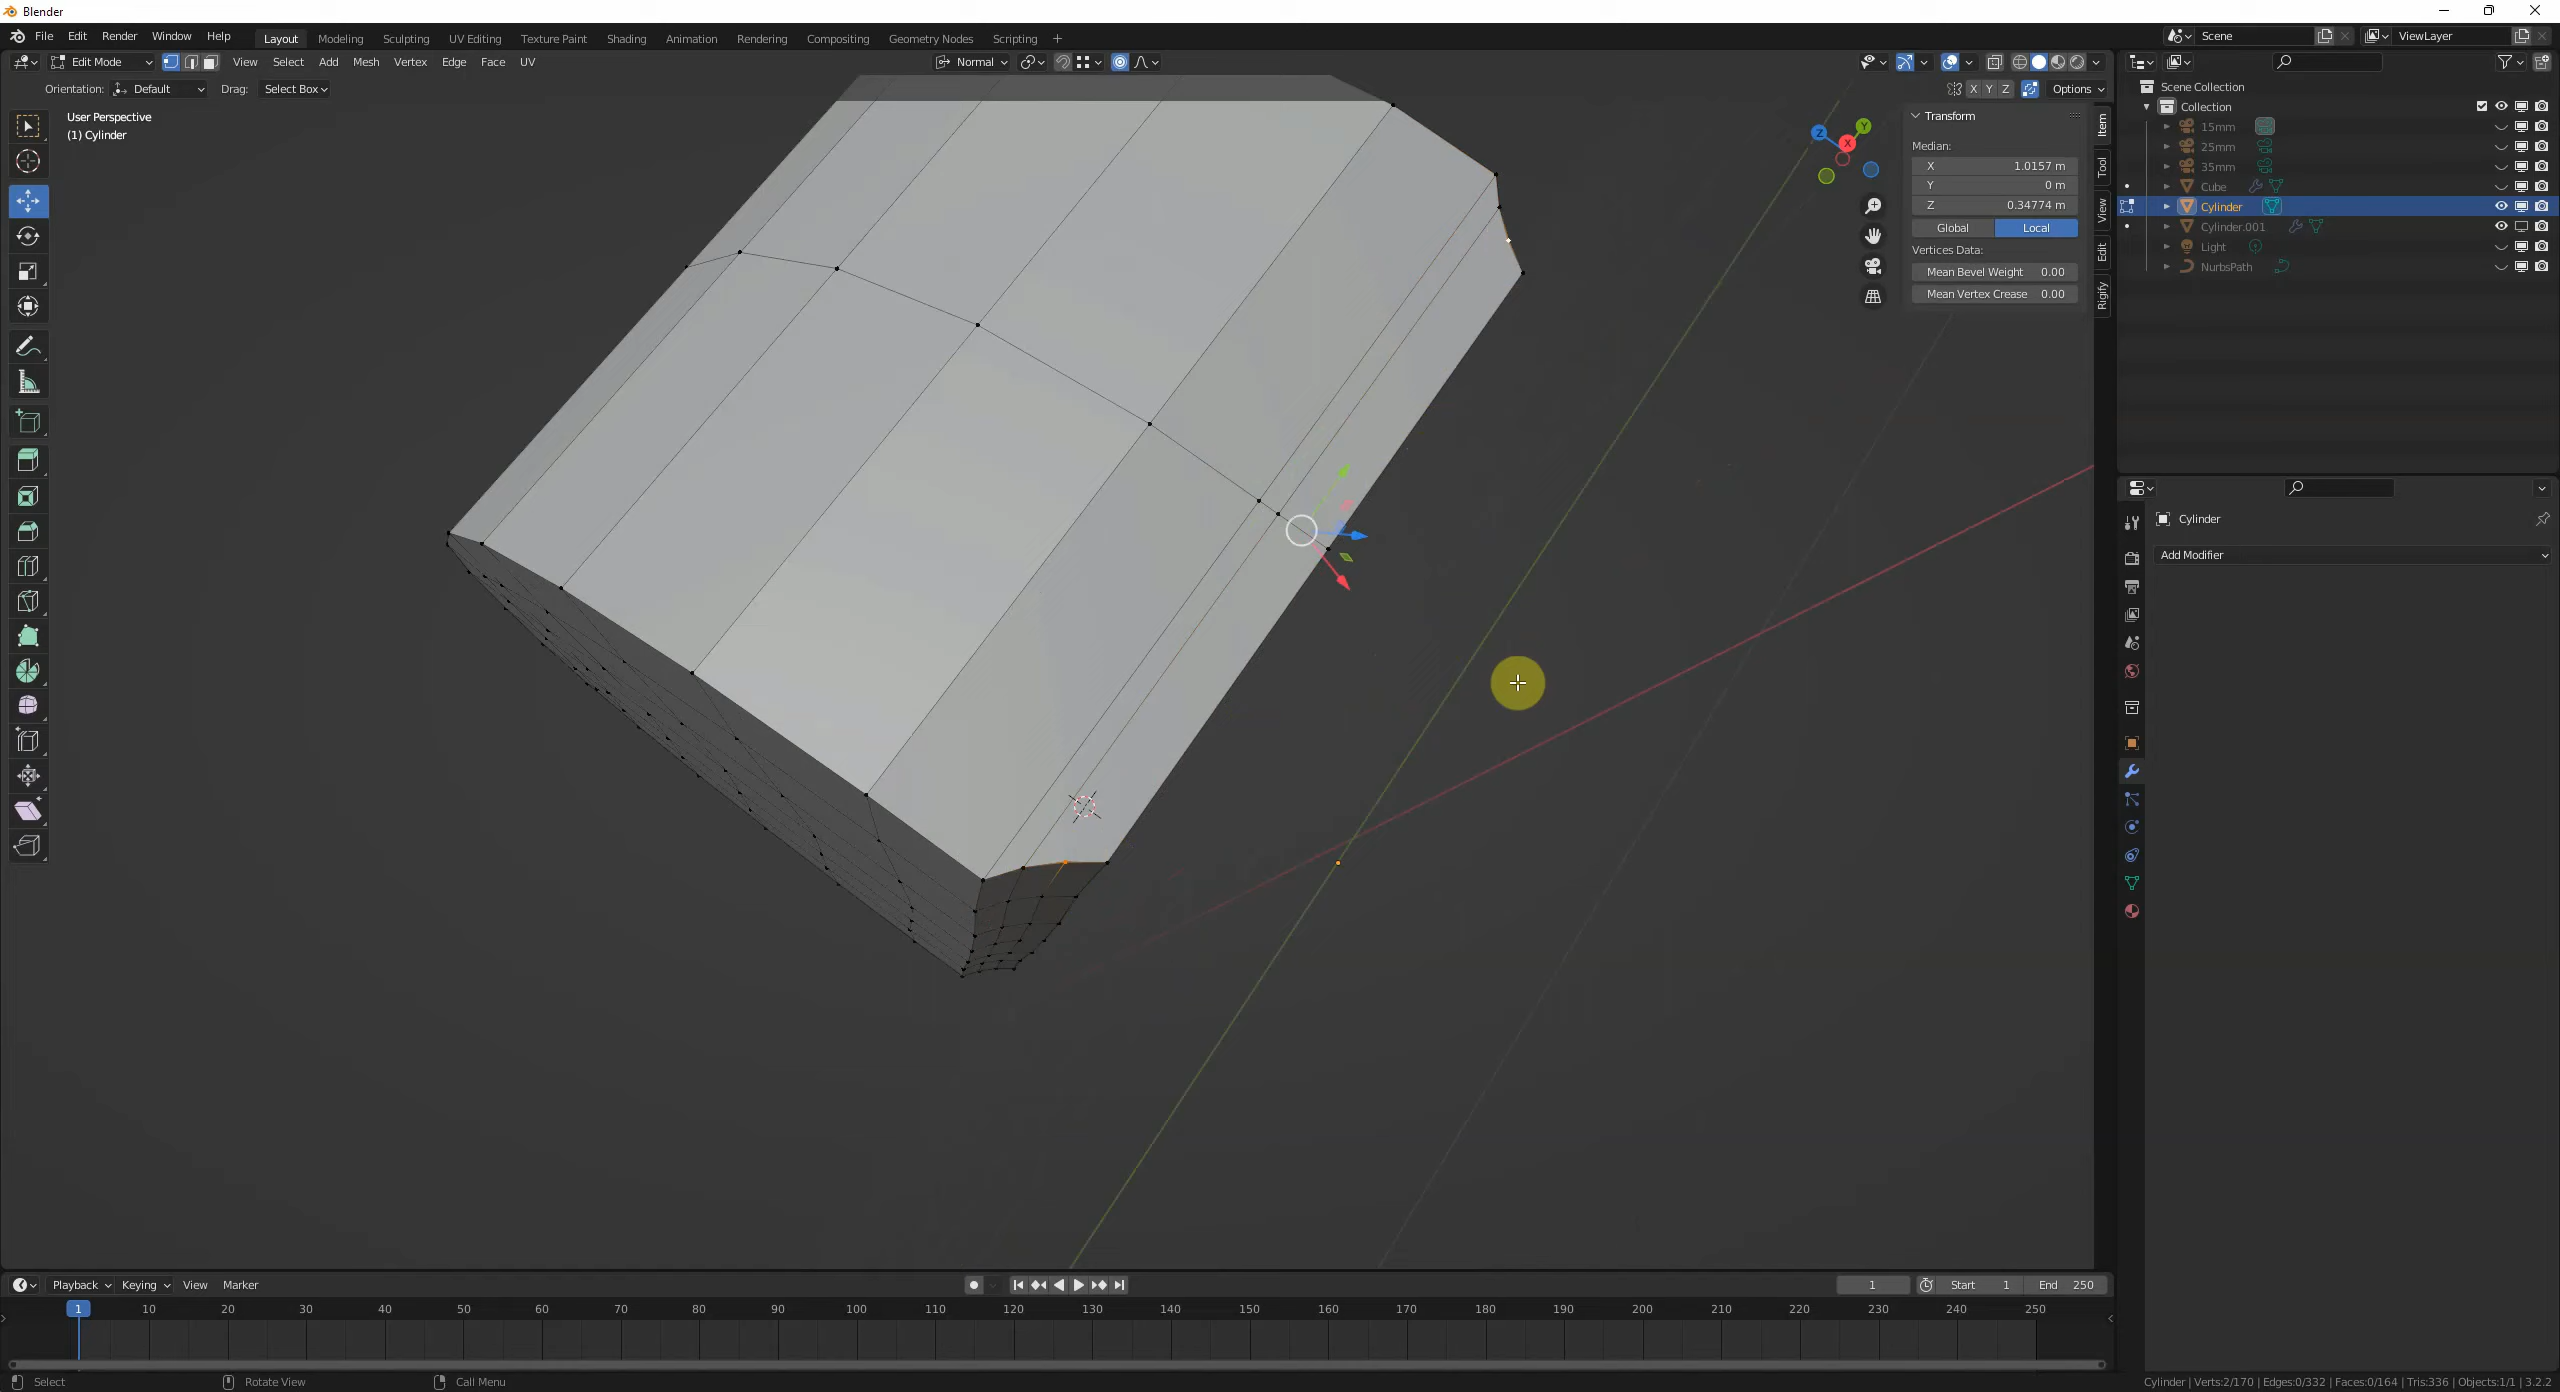 Blender
File Edit Render Window Help Layout Modeling Sculpting UV Editing Texture Paint Shading Animation Rendering Compositing Geometry Nodes Scripting + Scene ViewLayer
Edit Mode View Select Add Mesh Vertex Edge Face UV Normal
Orientation: Default Drag: Select Box X Y Z Options
User Perspective
(1) Cylinder
Z Y X
Transform
Median:
X 1.0157 m
Y 0 m
Z 0.34774 m
Global Local
Vertices Data:
Mean Bevel Weight 0.00
Mean Vertex Crease 0.00
Item
Tool
View
Edit
Rigify
Scene Collection
Collection
15mm
25mm
35mm
Cube
Cylinder
Cylinder.001
Light
NurbsPath
Cylinder
Add Modifier
Playback Keying View Marker 1 Start 1 End 250
1 10 20 30 40 50 60 70 80 90 100 110 120 130 140 150 160 170 180 190 200 210 220 230 240 250
Select Rotate View Call Menu Cylinder | Verts:2/170 | Edges:0/332 | Faces:0/164 | Tris:336 | Objects:1/1 | 3.2.2